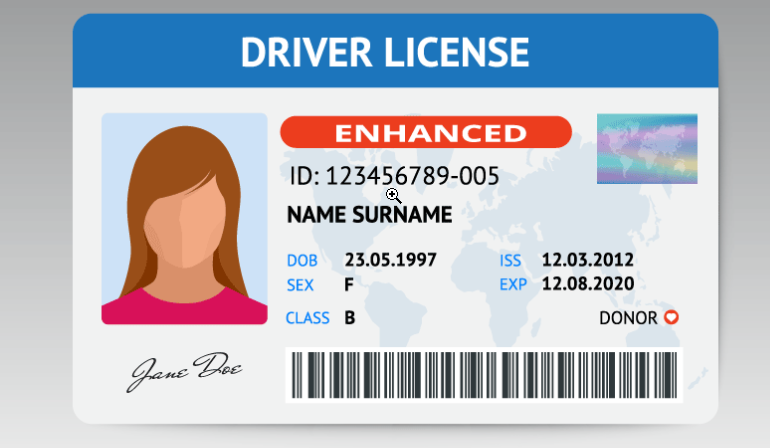 DRIVER LICENSE
ENHANCED
ID: 123456789-005
NAME SURNAME
DOB 23.05.1997 ISS 12.03.2012
SEX F EXP 12.08.2020
CLASS B DONOR
Jane Doe